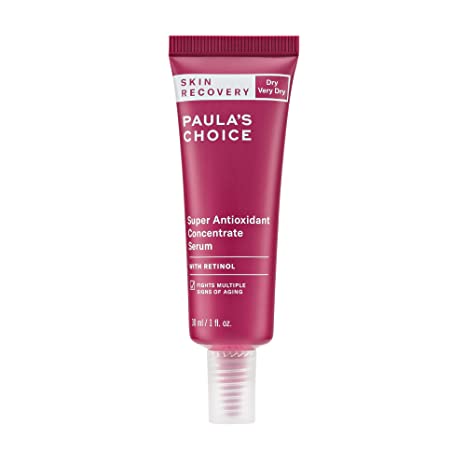 SKIN
RECOVERY
Dry
Very Dry
PAULA'S
CHOICE
Super Antioxidant
Concentrate
Serum
WITH RETINOL
FIGHTS MULTIPLE
SIGNS OF AGING
30 ml / 1 fl. oz.